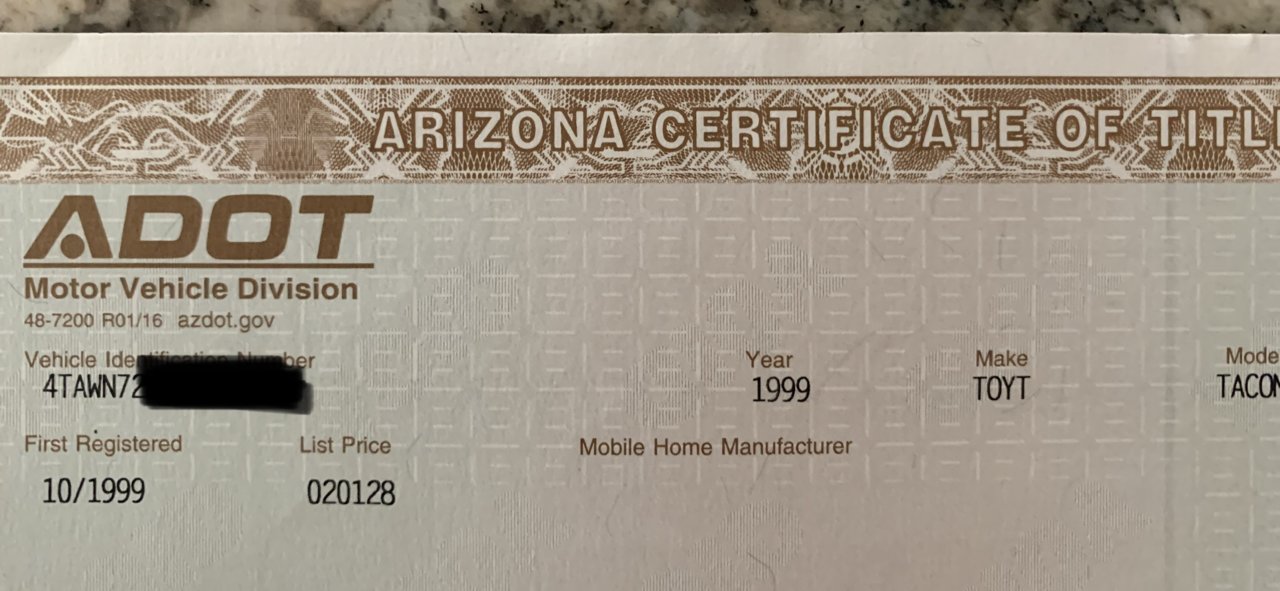 ARIZONA CERTIFICATE OF TITL
ADOT
Motor Vehicle Division
48-7200 R01/16 azdot.gov
Vehicle Identification Number Year Make Mode
4TAWN72 1999 TOYT TACON
First Registered List Price Mobile Home Manufacturer
10/1999 020128